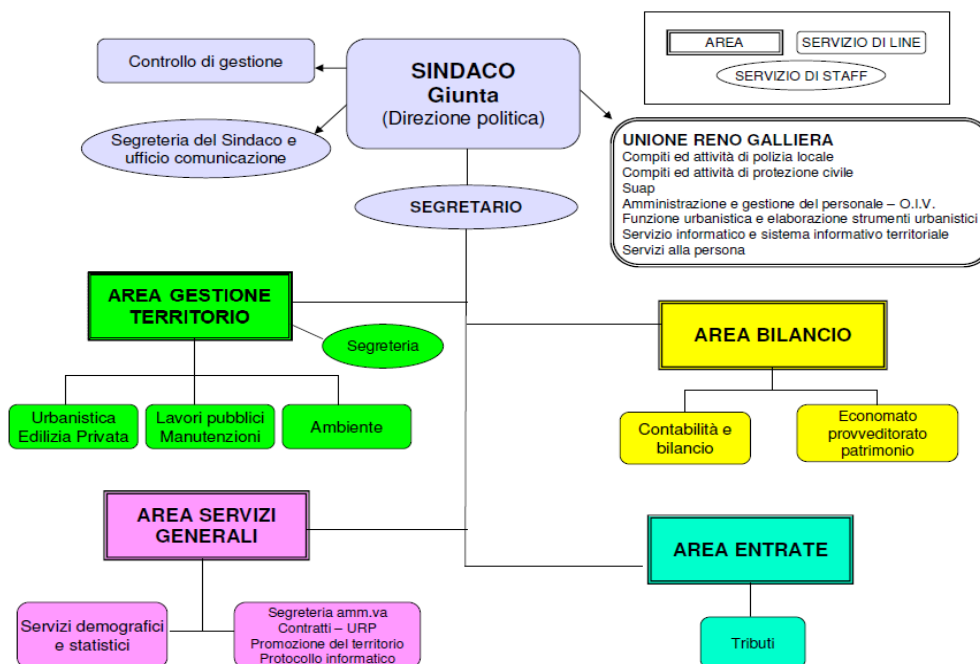 Controllo di gestione
SINDACO
Giunta
(Direzione politica)
AREA
SERVIZIO DI LINE
SERVIZIO DI STAFF
Segreteria del Sindaco e
ufficio comunicazione
UNIONE RENO GALLIERA
Compiti ed attività di polizia locale
Compiti ed attività di protezione civile
Suap
Amministrazione e gestione del personale – O.I.V.
Funzione urbanistica e elaborazione strumenti urbanistici
Servizio informatico e sistema informativo territoriale
Servizi alla persona
SEGRETARIO
AREA GESTIONE
TERRITORIO
Segreteria
AREA BILANCIO
Urbanistica
Edilizia Privata
Lavori pubblici
Manutenzioni
Ambiente
Contabilità e
bilancio
Economato
provveditorato
patrimonio
AREA SERVIZI
GENERALI
AREA ENTRATE
Servizi demografici
e statistici
Segreteria amm.va
Contratti – URP
Promozione del territorio
Protocollo informatico
Tributi